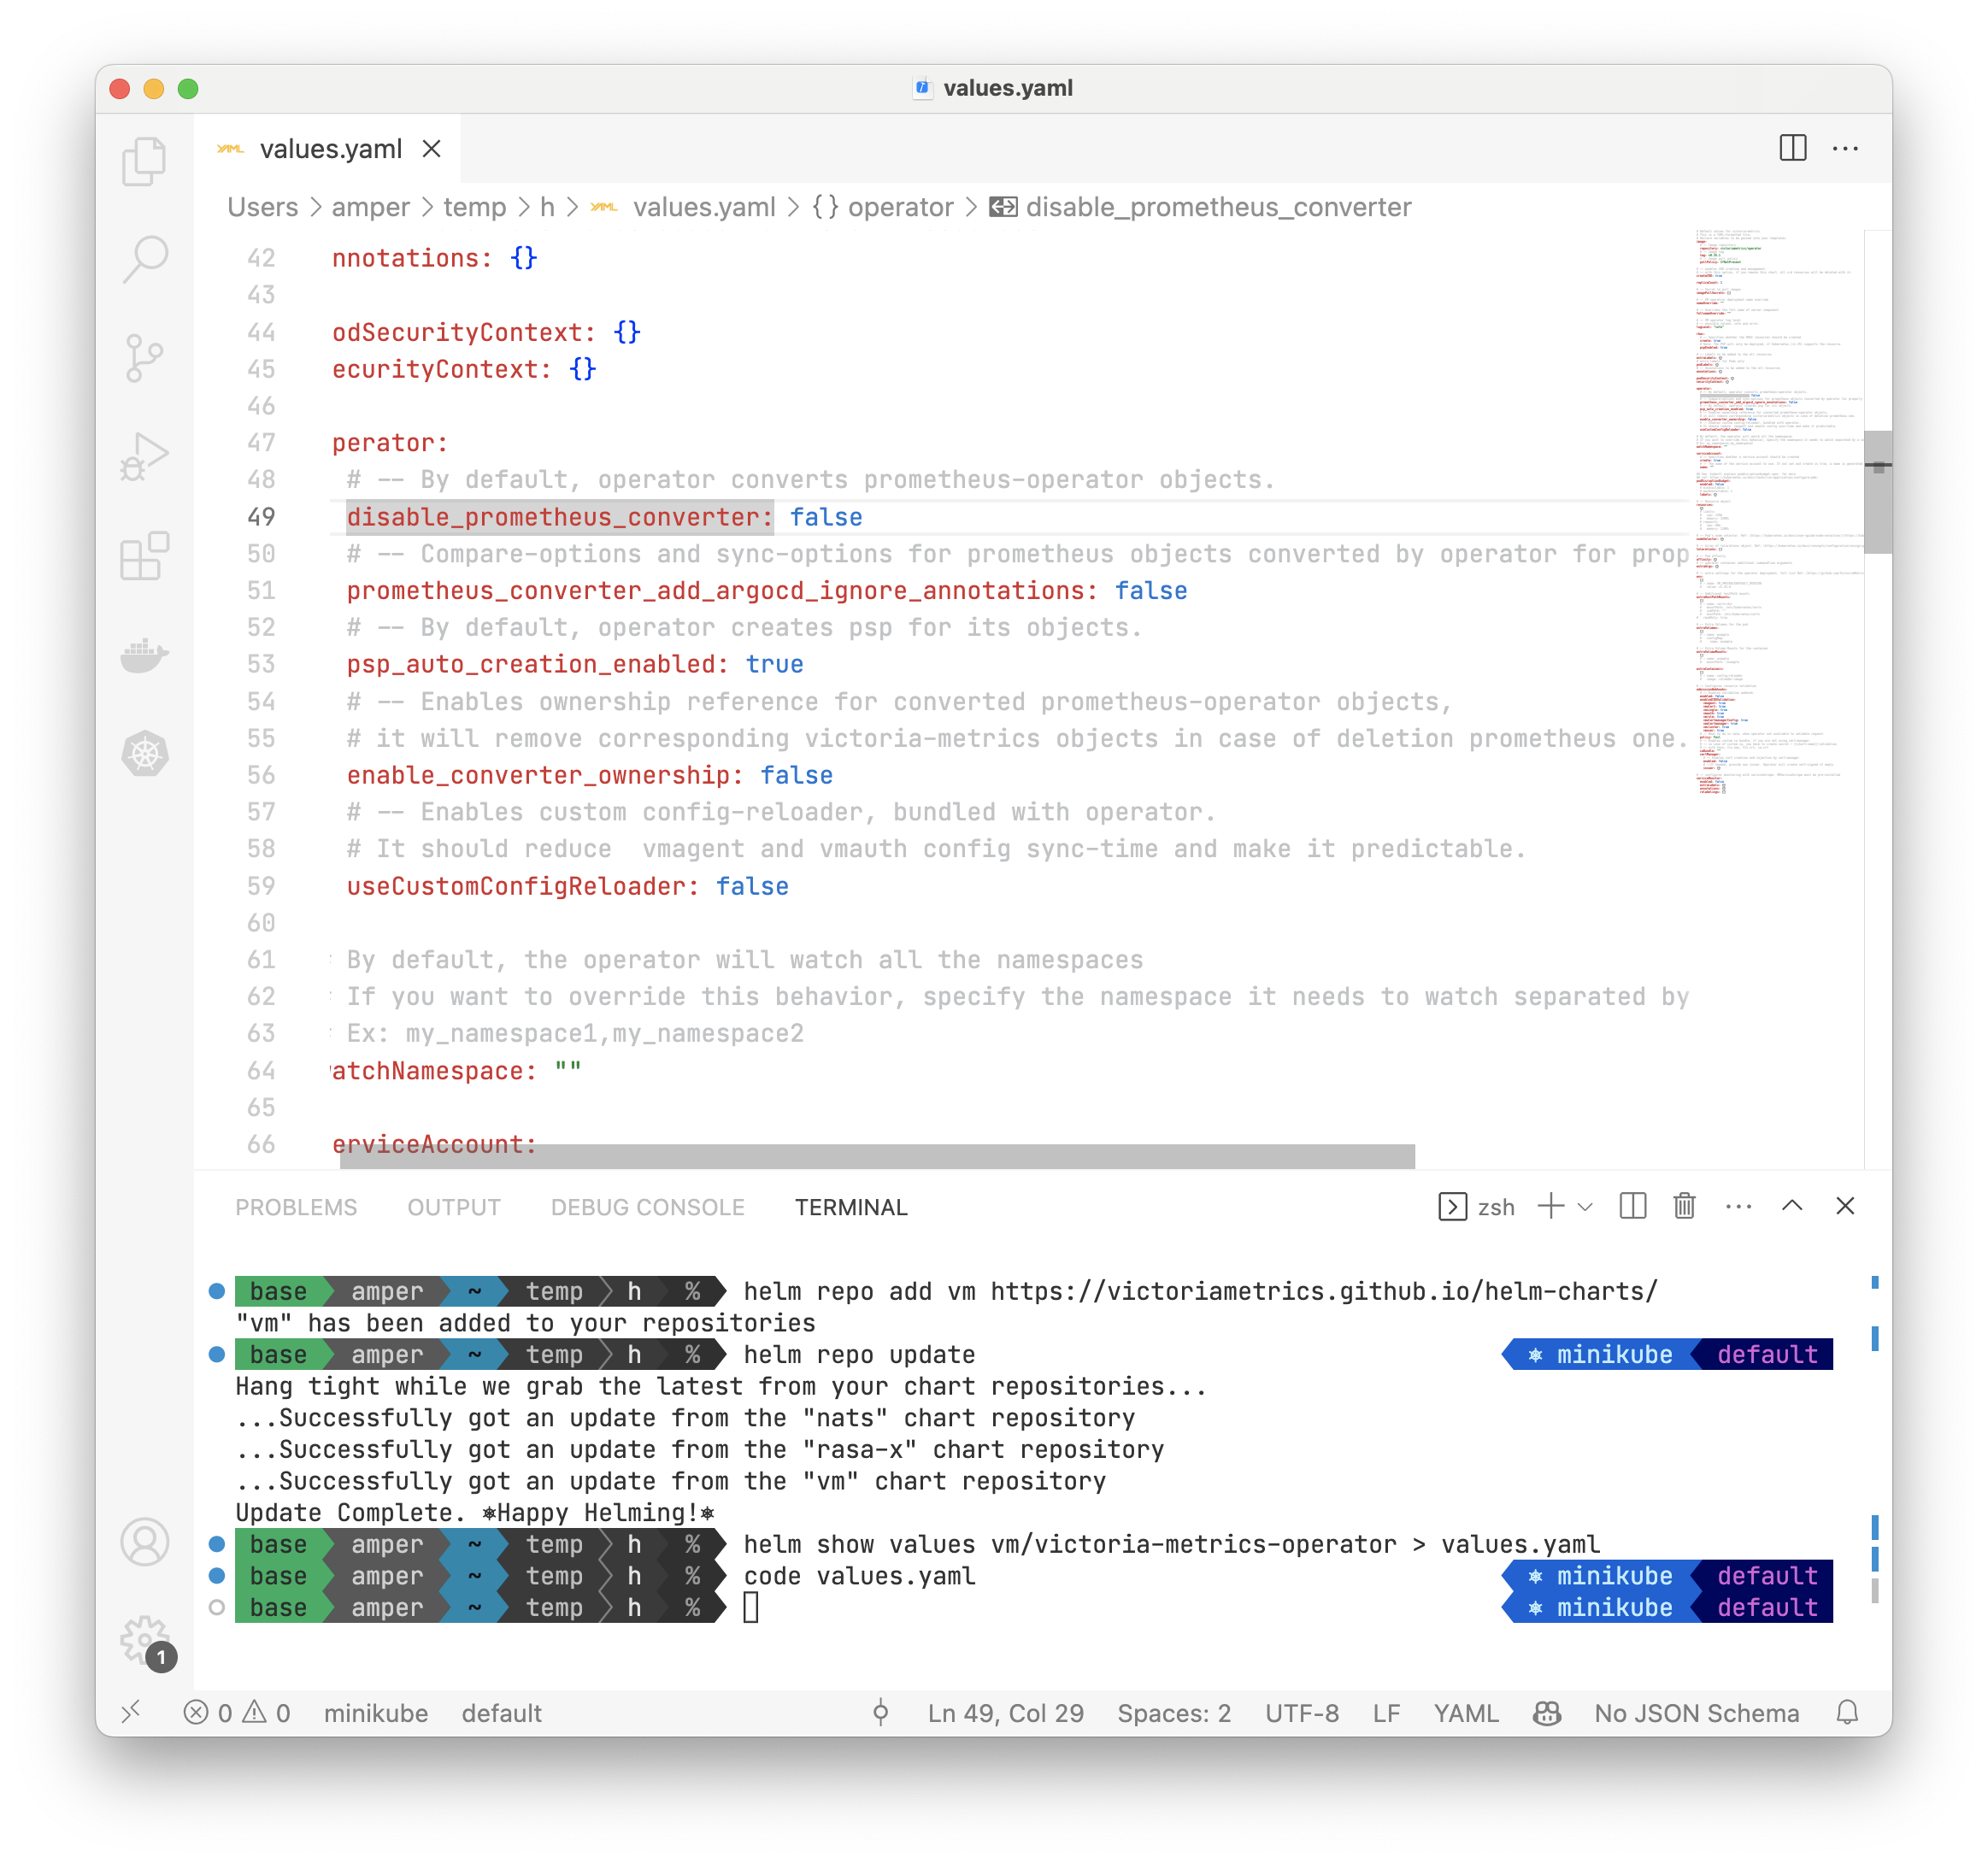 values.yaml
values.yaml
Users > amper > temp > h > values.yaml > {} operator > disable_prometheus_converter
42 nnotations: {}
43
44 odSecurityContext: {}
45 ecurityContext: {}
46
47 perator:
48 # -- By default, operator converts prometheus-operator objects.
49 disable_prometheus_converter: false
50 # -- Compare-options and sync-options for prometheus objects converted by operator for prop
51 prometheus_converter_add_argocd_ignore_annotations: false
52 # -- By default, operator creates psp for its objects.
53 psp_auto_creation_enabled: true
54 # -- Enables ownership reference for converted prometheus-operator objects,
55 # it will remove corresponding victoria-metrics objects in case of deletion prometheus one.
56 enable_converter_ownership: false
57 # -- Enables custom config-reloader, bundled with operator.
58 # It should reduce  vmagent and vmauth config sync-time and make it predictable.
59 useCustomConfigReloader: false
60
61 By default, the operator will watch all the namespaces
62 If you want to override this behavior, specify the namespace it needs to watch separated by
63 Ex: my_namespace1,my_namespace2
64 atchNamespace: ""
65
66 erviceAccount:
PROBLEMS OUTPUT DEBUG CONSOLE TERMINAL zsh
base amper ~ temp h % helm repo add vm https://victoriametrics.github.io/helm-charts/
"vm" has been added to your repositories
base amper ~ temp h % helm repo update ⎈ minikube default
Hang tight while we grab the latest from your chart repositories...
...Successfully got an update from the "nats" chart repository
...Successfully got an update from the "rasa-x" chart repository
...Successfully got an update from the "vm" chart repository
Update Complete. ⎈Happy Helming!⎈
base amper ~ temp h % helm show values vm/victoria-metrics-operator > values.yaml
base amper ~ temp h % code values.yaml ⎈ minikube default
base amper ~ temp h % ⎈ minikube default
1
0 0 minikube default Ln 49, Col 29 Spaces: 2 UTF-8 LF YAML No JSON Schema